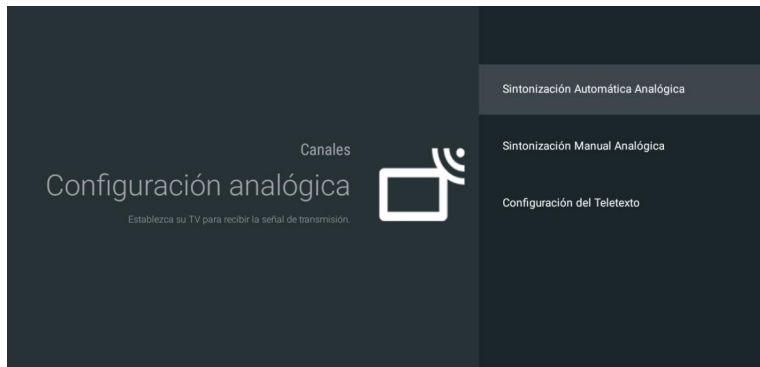 Canales
Configuración analógica
Establezca su TV para recibir la señal de transmisión.
Sintonización Automática Analógica
Sintonización Manual Analógica
Configuración del Teletexto